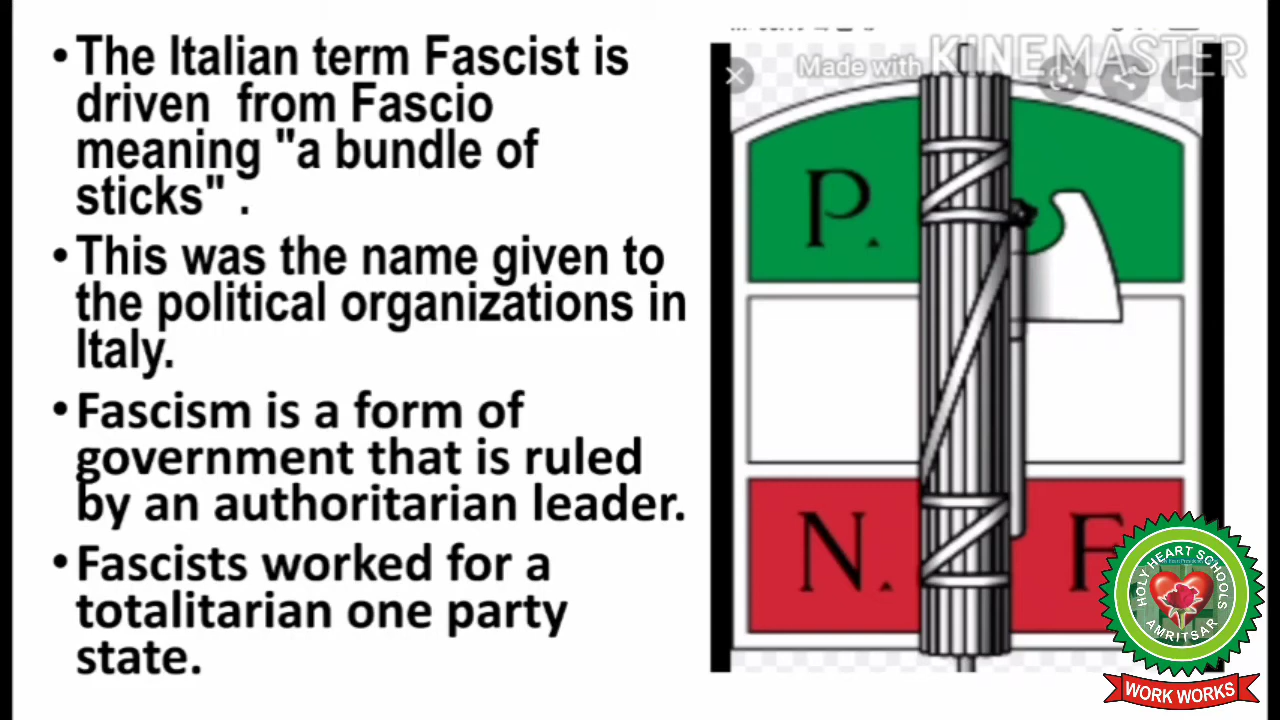 • The Italian term Fascist is
driven from Fascio
meaning "a bundle of
sticks" .
• This was the name given to
the political organizations in
Italy.
• Fascism is a form of
government that is ruled
by an authoritarian leader.
• Fascists worked for a
totalitarian one party
state.
Made with KINEMASTER
P.
N. F
HOLY HEART SCHOOLS
AMRITSAR
WORK WORKS